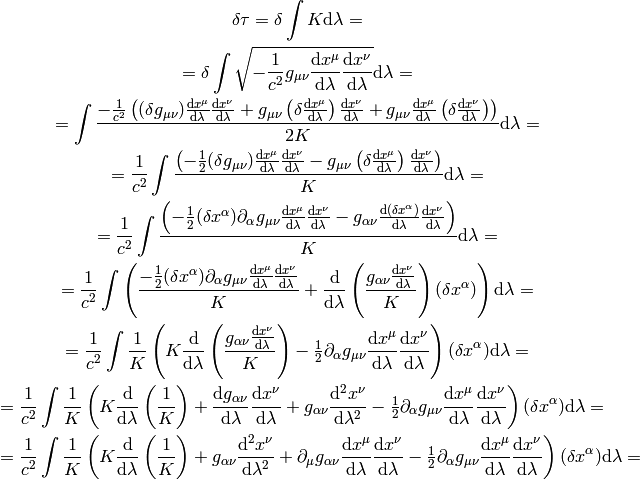 $\delta\tau = \delta \int K \mathrm{d}\lambda =$
$= \delta \int \sqrt{-\frac{1}{c^2} g_{\mu\nu} \frac{\mathrm{d}x^\mu}{\mathrm{d}\lambda} \frac{\mathrm{d}x^\nu}{\mathrm{d}\lambda}} \mathrm{d}\lambda =$
$= \int \frac{-\frac{1}{c^2} \left( (\delta g_{\mu\nu}) \frac{\mathrm{d}x^\mu}{\mathrm{d}\lambda} \frac{\mathrm{d}x^\nu}{\mathrm{d}\lambda} + g_{\mu\nu} \left( \delta \frac{\mathrm{d}x^\mu}{\mathrm{d}\lambda} \right) \frac{\mathrm{d}x^\nu}{\mathrm{d}\lambda} + g_{\mu\nu} \frac{\mathrm{d}x^\mu}{\mathrm{d}\lambda} \left( \delta \frac{\mathrm{d}x^\nu}{\mathrm{d}\lambda} \right) \right)}{2K} \mathrm{d}\lambda =$
$= \frac{1}{c^2} \int \frac{\left( -\frac{1}{2} (\delta g_{\mu\nu}) \frac{\mathrm{d}x^\mu}{\mathrm{d}\lambda} \frac{\mathrm{d}x^\nu}{\mathrm{d}\lambda} - g_{\mu\nu} \left( \delta \frac{\mathrm{d}x^\mu}{\mathrm{d}\lambda} \right) \frac{\mathrm{d}x^\nu}{\mathrm{d}\lambda} \right)}{K} \mathrm{d}\lambda =$
$= \frac{1}{c^2} \int \frac{\left( -\frac{1}{2} (\delta x^\alpha) \partial_\alpha g_{\mu\nu} \frac{\mathrm{d}x^\mu}{\mathrm{d}\lambda} \frac{\mathrm{d}x^\nu}{\mathrm{d}\lambda} - g_{\alpha\nu} \frac{\mathrm{d}(\delta x^\alpha)}{\mathrm{d}\lambda} \frac{\mathrm{d}x^\nu}{\mathrm{d}\lambda} \right)}{K} \mathrm{d}\lambda =$
$= \frac{1}{c^2} \int \left( \frac{-\frac{1}{2} (\delta x^\alpha) \partial_\alpha g_{\mu\nu} \frac{\mathrm{d}x^\mu}{\mathrm{d}\lambda} \frac{\mathrm{d}x^\nu}{\mathrm{d}\lambda}}{K} + \frac{\mathrm{d}}{\mathrm{d}\lambda} \left( \frac{g_{\alpha\nu} \frac{\mathrm{d}x^\nu}{\mathrm{d}\lambda}}{K} \right) (\delta x^\alpha) \right) \mathrm{d}\lambda =$
$= \frac{1}{c^2} \int \frac{1}{K} \left( K \frac{\mathrm{d}}{\mathrm{d}\lambda} \left( \frac{g_{\alpha\nu} \frac{\mathrm{d}x^\nu}{\mathrm{d}\lambda}}{K} \right) - \frac{1}{2} \partial_\alpha g_{\mu\nu} \frac{\mathrm{d}x^\mu}{\mathrm{d}\lambda} \frac{\mathrm{d}x^\nu}{\mathrm{d}\lambda} \right) (\delta x^\alpha) \mathrm{d}\lambda =$
$= \frac{1}{c^2} \int \frac{1}{K} \left( K \frac{\mathrm{d}}{\mathrm{d}\lambda} \left( \frac{1}{K} \right) + \frac{\mathrm{d}g_{\alpha\nu}}{\mathrm{d}\lambda} \frac{\mathrm{d}x^\nu}{\mathrm{d}\lambda} + g_{\alpha\nu} \frac{\mathrm{d}^2 x^\nu}{\mathrm{d}\lambda^2} - \frac{1}{2} \partial_\alpha g_{\mu\nu} \frac{\mathrm{d}x^\mu}{\mathrm{d}\lambda} \frac{\mathrm{d}x^\nu}{\mathrm{d}\lambda} \right) (\delta x^\alpha) \mathrm{d}\lambda =$
$= \frac{1}{c^2} \int \frac{1}{K} \left( K \frac{\mathrm{d}}{\mathrm{d}\lambda} \left( \frac{1}{K} \right) + g_{\alpha\nu} \frac{\mathrm{d}^2 x^\nu}{\mathrm{d}\lambda^2} + \partial_\mu g_{\alpha\nu} \frac{\mathrm{d}x^\mu}{\mathrm{d}\lambda} \frac{\mathrm{d}x^\nu}{\mathrm{d}\lambda} - \frac{1}{2} \partial_\alpha g_{\mu\nu} \frac{\mathrm{d}x^\mu}{\mathrm{d}\lambda} \frac{\mathrm{d}x^\nu}{\mathrm{d}\lambda} \right) (\delta x^\alpha) \mathrm{d}\lambda =$